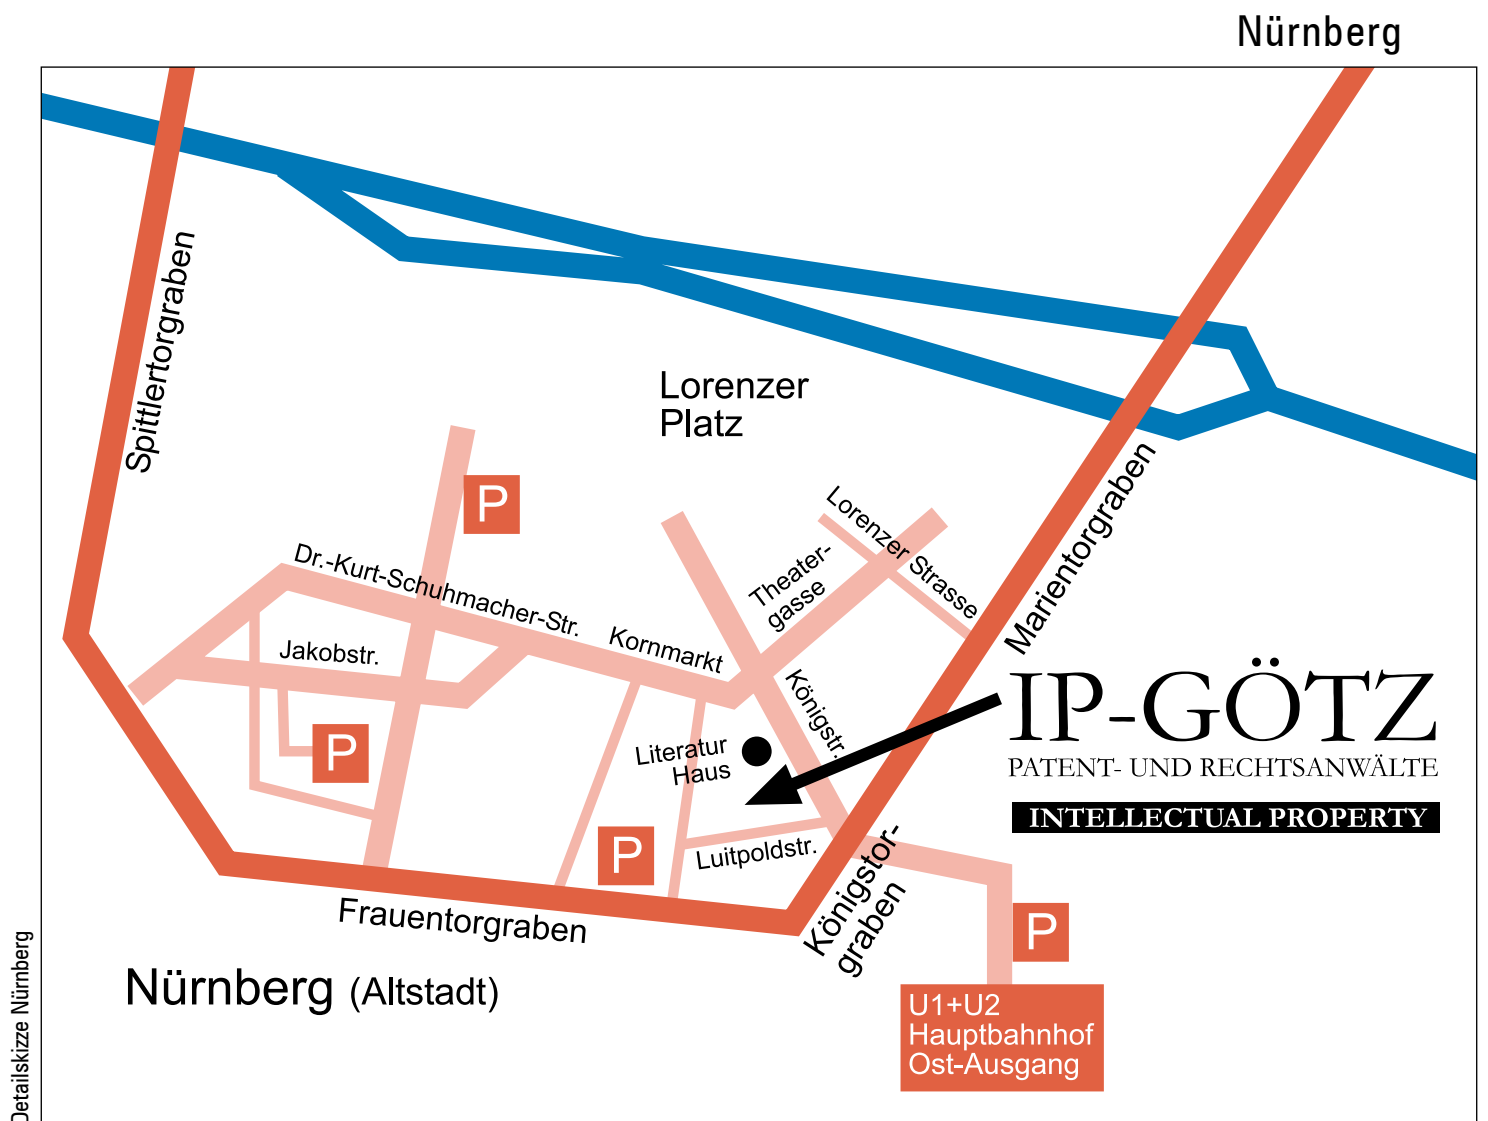 Nürnberg
Spittlertorgraben
Lorenzer
Platz
P
Lorenzer Strasse
Theater-
gasse
Marientorgraben
Dr.-Kurt-Schuhmacher-Str.
Kornmarkt
Jakobstr.
Königstr.
IP-GÖTZ
PATENT- UND RECHTSANWÄLTE
INTELLECTUAL PROPERTY
P
Literatur
Haus
P
Luitpoldstr.
Königstor-
graben
Frauentorgraben
P
Nürnberg (Altstadt)
U1+U2
Hauptbahnhof
Ost-Ausgang
Detailskizze Nürnberg